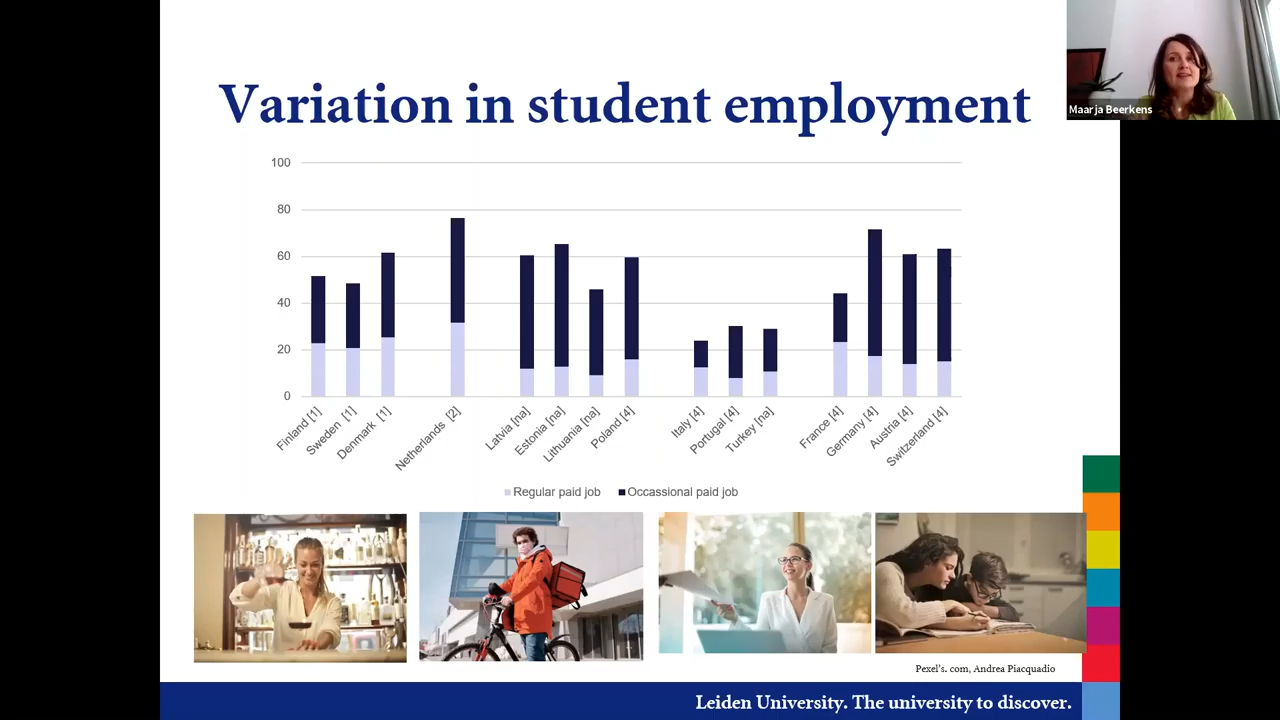 Variation in student employment
Maarja Beerkens
100
80
60
40
20
0
Finland [1]
Sweden [1]
Denmark [1]
Netherlands [2]
Latvia [na]
Estonia [na]
Lithuania [na]
Poland [4]
Italy [4]
Portugal [4]
Turkey [na]
France [4]
Germany [4]
Austria [4]
Switzerland [4]
Regular paid job Occassional paid job
Pexel's. com, Andrea Piacquadio
Leiden University. The university to discover.